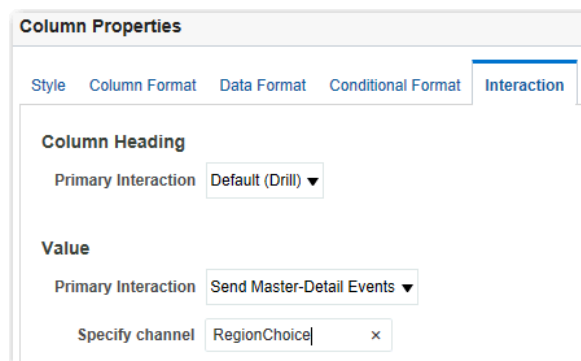 Column Properties
Style Column Format Data Format Conditional Format Interaction
Column Heading
Primary Interaction Default (Drill)
Value
Primary Interaction Send Master-Detail Events
Specify channel RegionChoice ×